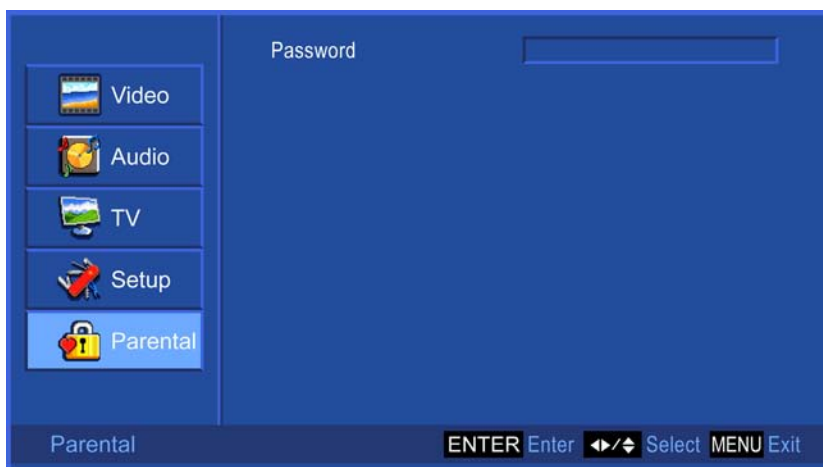 Password
Video
Audio
TV
Setup
Parental
Parental
ENTER Enter ◄►/▲▼ Select MENU Exit